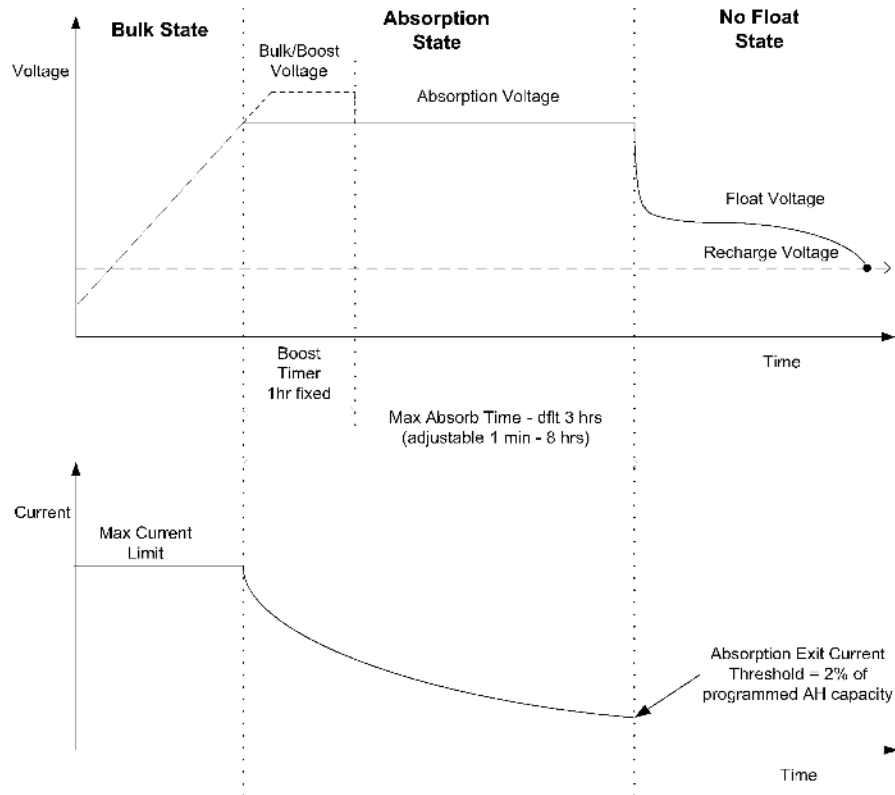 Bulk State
Absorption
State
No Float
State
Voltage
Bulk/Boost
Voltage
Absorption Voltage
Float Voltage
Recharge Voltage
Time
Boost
Timer
1hr fixed
Max Absorb Time - dflt 3 hrs
(adjustable 1 min - 8 hrs)
Current
Max Current
Limit
Absorption Exit Current
Threshold = 2% of
programmed AH capacity
Time